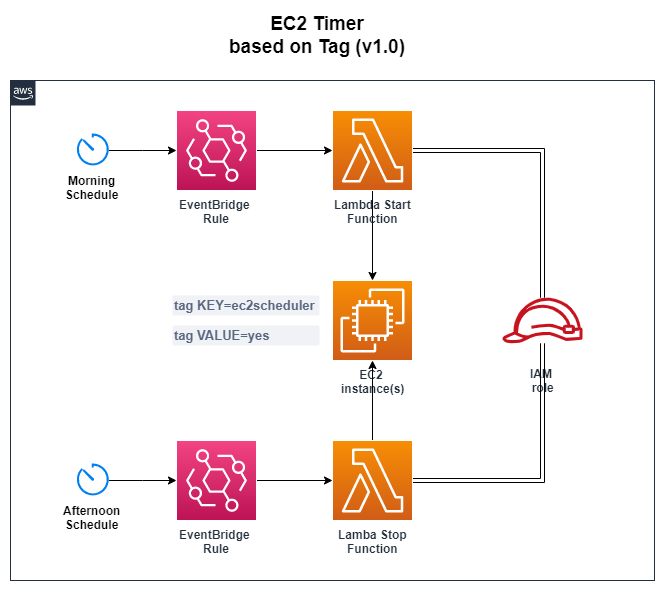 EC2 Timer
based on Tag (v1.0)
aws
Morning
Schedule
EventBridge
Rule
Lambda Start
Function
tag KEY=ec2scheduler
tag VALUE=yes
EC2
instance(s)
IAM
role
Afternoon
Schedule
EventBridge
Rule
Lamba Stop
Function